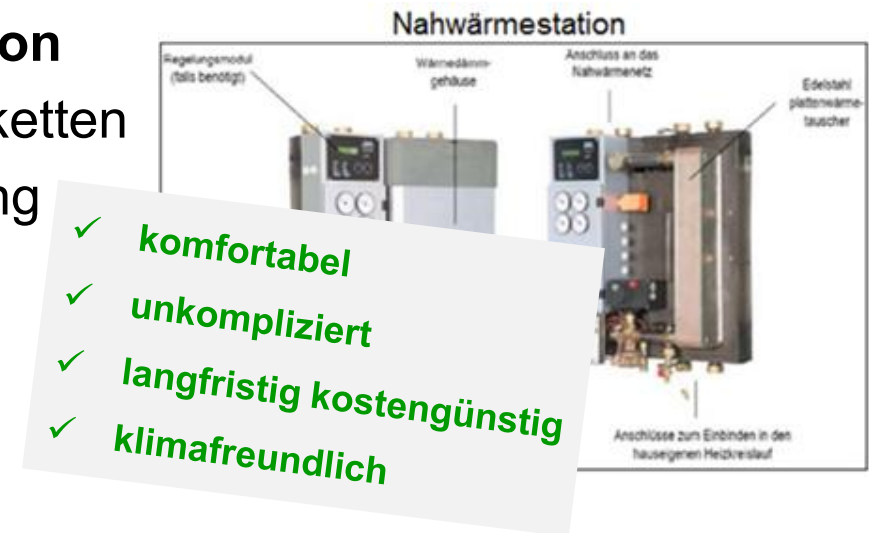 Nahwärmestation
on
ketten
ng
Regelungsmodul
(falls benötigt)
Wärmedämm-
gehäuse
Anschluss an das
Nahwärmenetz
Edelstahl
plattenwärme-
tauscher
✓ komfortabel
✓ unkompliziert
✓ langfristig kostengünstig
✓ klimafreundlich
Anschlüsse zum Einbinden in den
hauseigenen Heizkreislauf